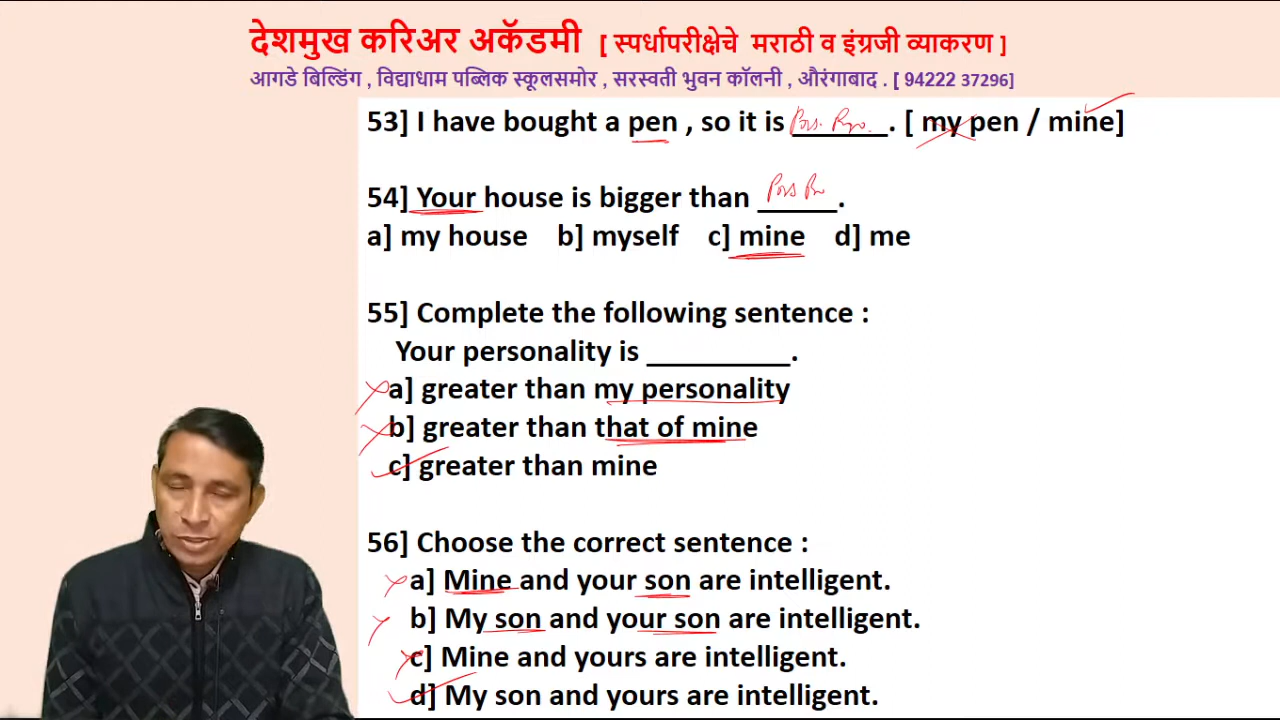 देशमुख करिअर अकॅडमी [ स्पर्धापरीक्षेचे मराठी व इंग्रजी व्याकरण ]
आगडे बिल्डिंग , विद्याधाम पब्लिक स्कूलसमोर , सरस्वती भुवन कॉलनी , औरंगाबाद . [ 94222 37296]
53] I have bought a pen , so it is ______. [ my pen / mine]
54] Your house is bigger than _____.
a] my house b] myself c] mine d] me
55] Complete the following sentence :
Your personality is _________.
a] greater than my personality
b] greater than that of mine
c] greater than mine
56] Choose the correct sentence :
a] Mine and your son are intelligent.
b] My son and your son are intelligent.
c] Mine and yours are intelligent.
d] My son and yours are intelligent.